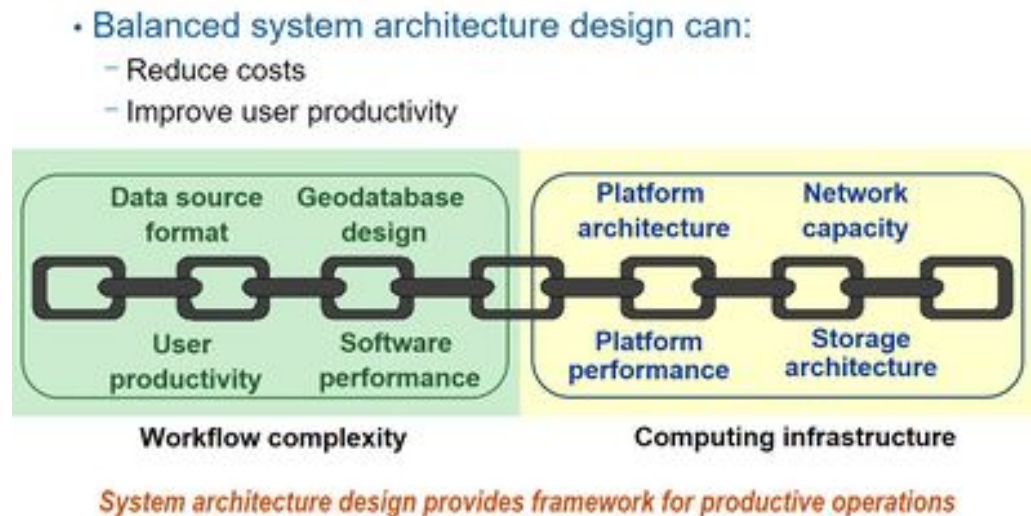 • Balanced system architecture design can:
– Reduce costs
– Improve user productivity
Data source
format
Geodatabase
design
Platform
architecture
Network
capacity
User
productivity
Software
performance
Platform
performance
Storage
architecture
Workflow complexity
Computing infrastructure
System architecture design provides framework for productive operations